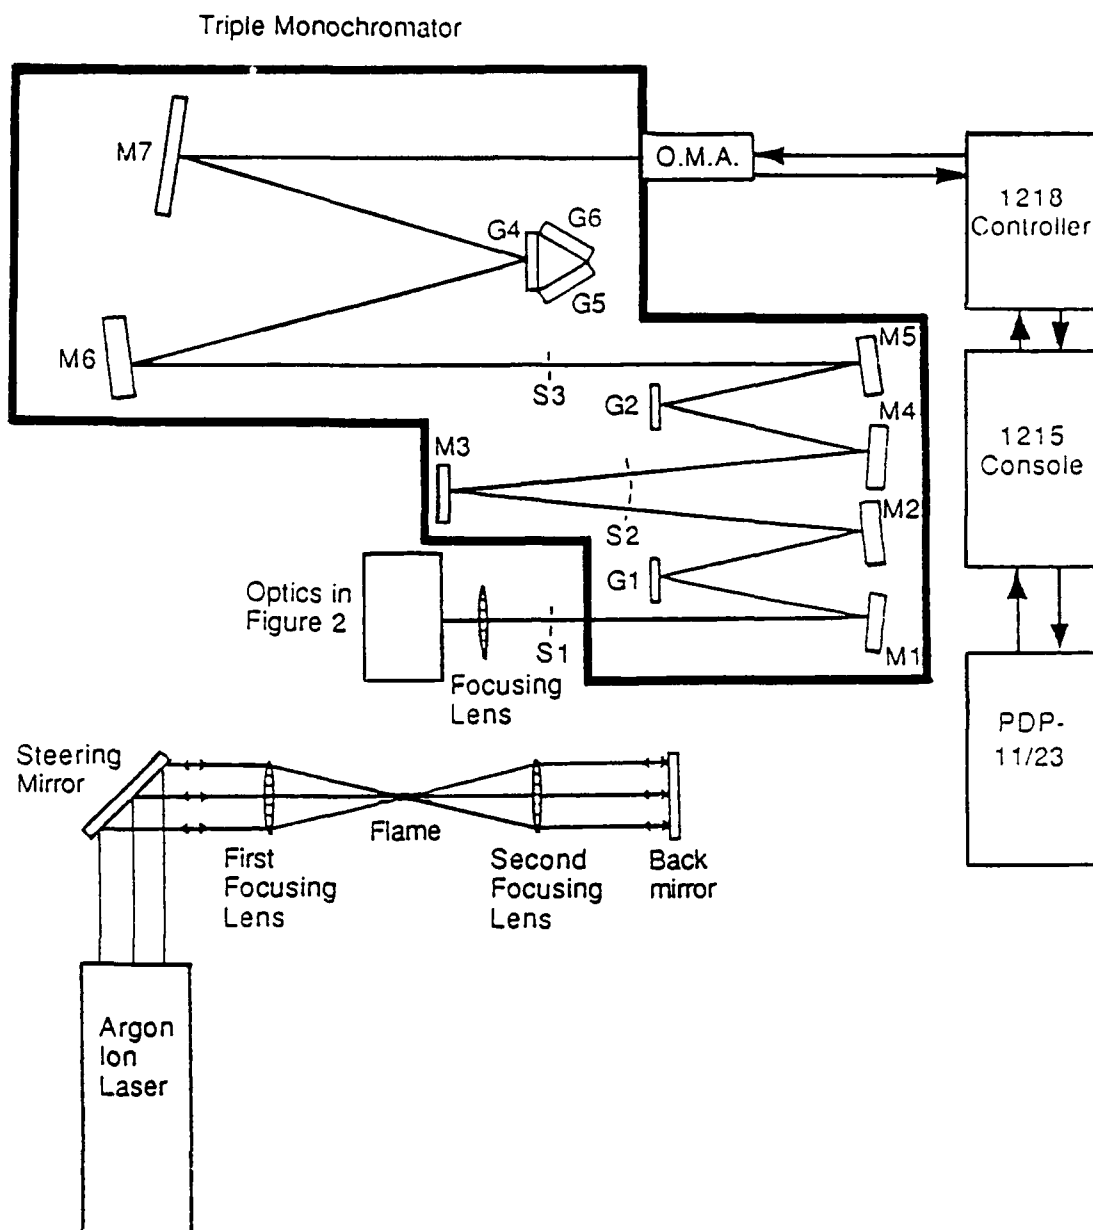 Triple Monochromator
M7
O.M.A.
1218
Controller
G4
G6
G5
M6
S3
M5
G2
M4
M3
1215
Console
S2
M2
G1
Optics in
Figure 2
S1
M1
Focusing
Lens
PDP-
11/23
Steering
Mirror
Flame
First
Focusing
Lens
Second
Focusing
Lens
Back
mirror
Argon
Ion
Laser